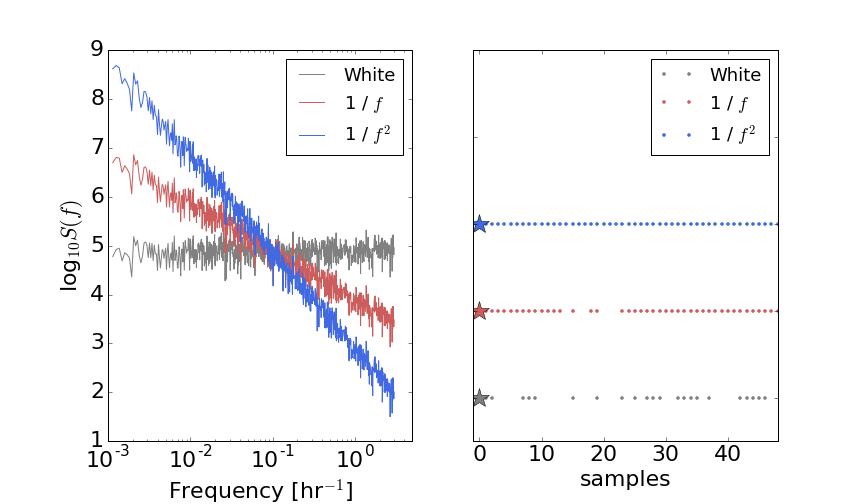 9
8
7
6
5
4
3
2
1
log₁₀S(f)
10⁻³ 10⁻² 10⁻¹ 10⁰
Frequency [hr⁻¹]
White
1 / f
1 / f²
White
1 / f
1 / f²
0 10 20 30 40
samples